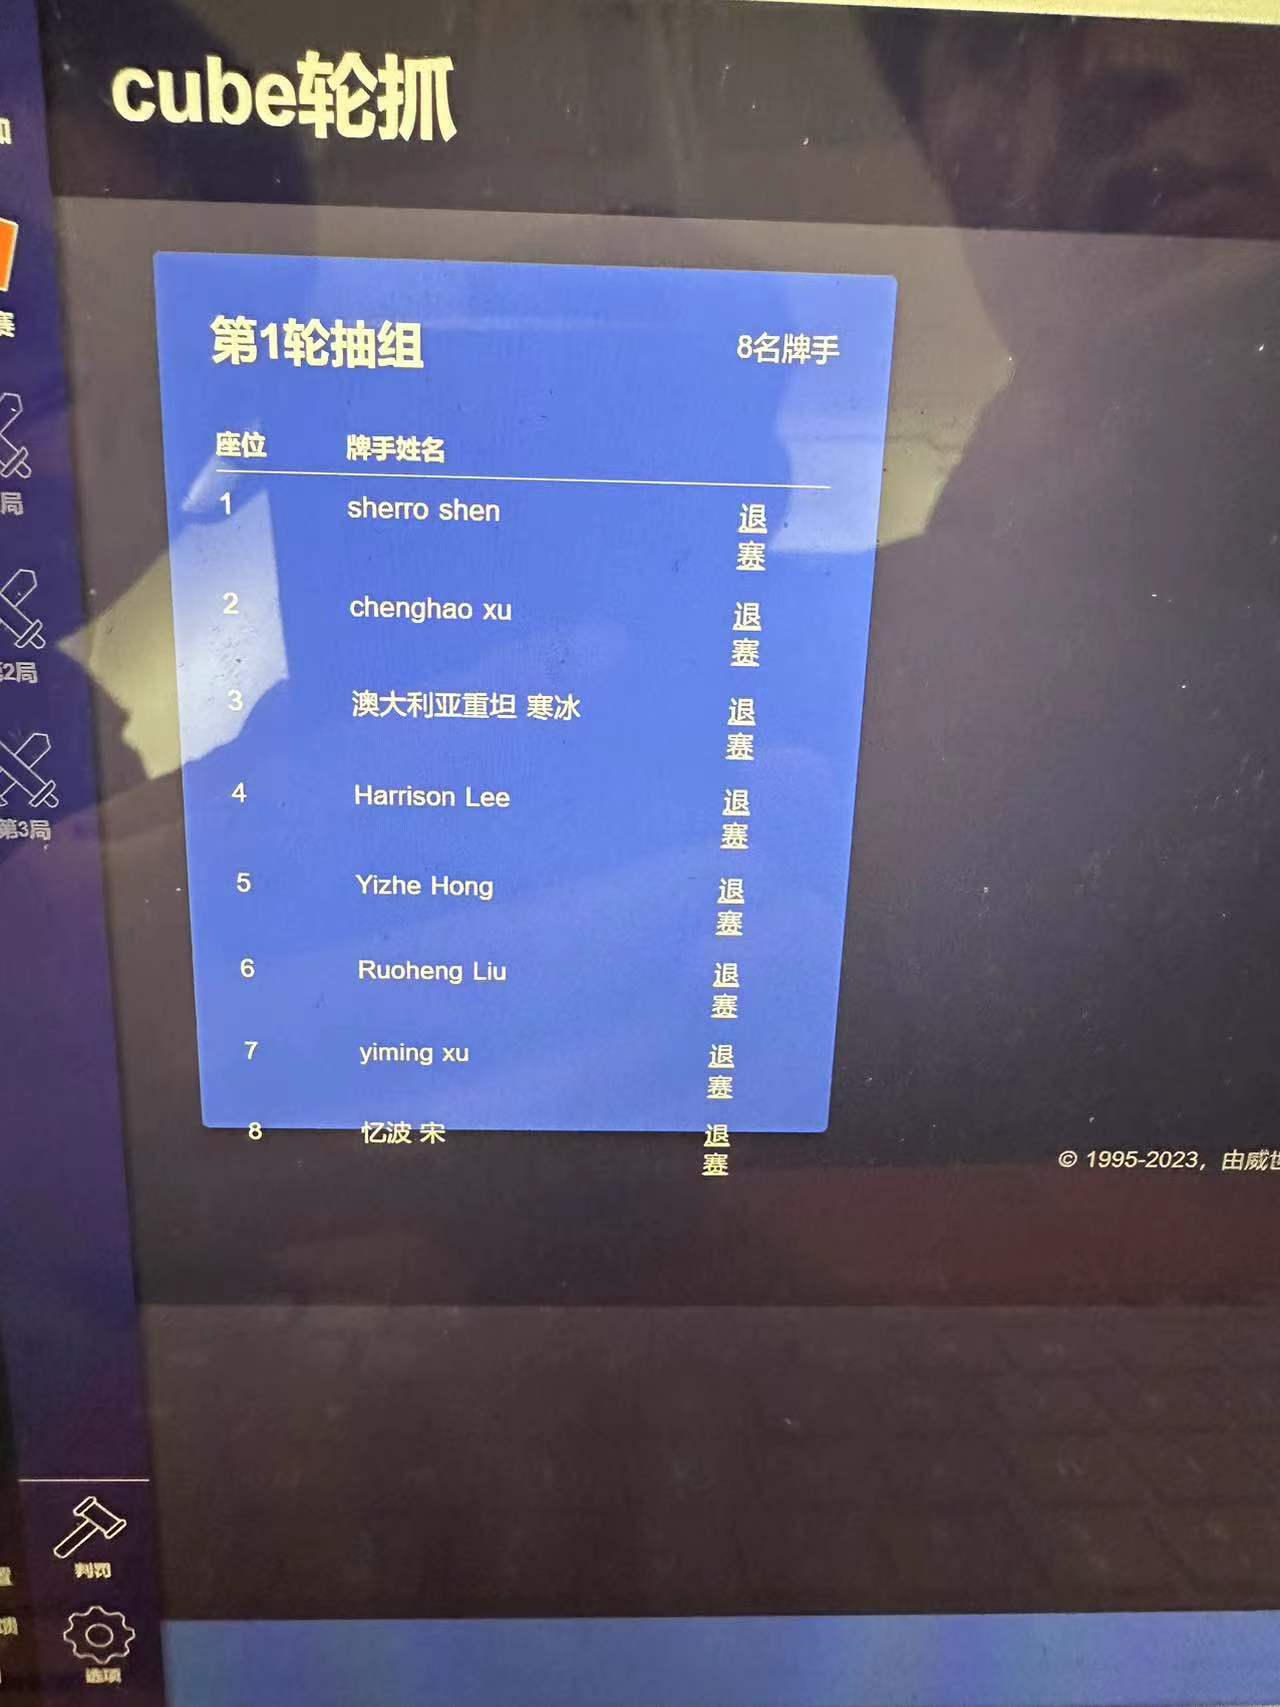 cube轮抓
第1轮抽组
8名牌手
座位 牌手姓名
1 sherro shen 退
赛
2 chenghao xu 退
赛
3 澳大利亚重坦 寒冰 退
赛
4 Harrison Lee 退
赛
5 Yizhe Hong 退
赛
6 Ruoheng Liu 退
赛
7 yiming xu 退
赛
8 忆波 宋 退
赛
© 1995-2023，由威世
赛
局
第2局
第3局
判罚
选项